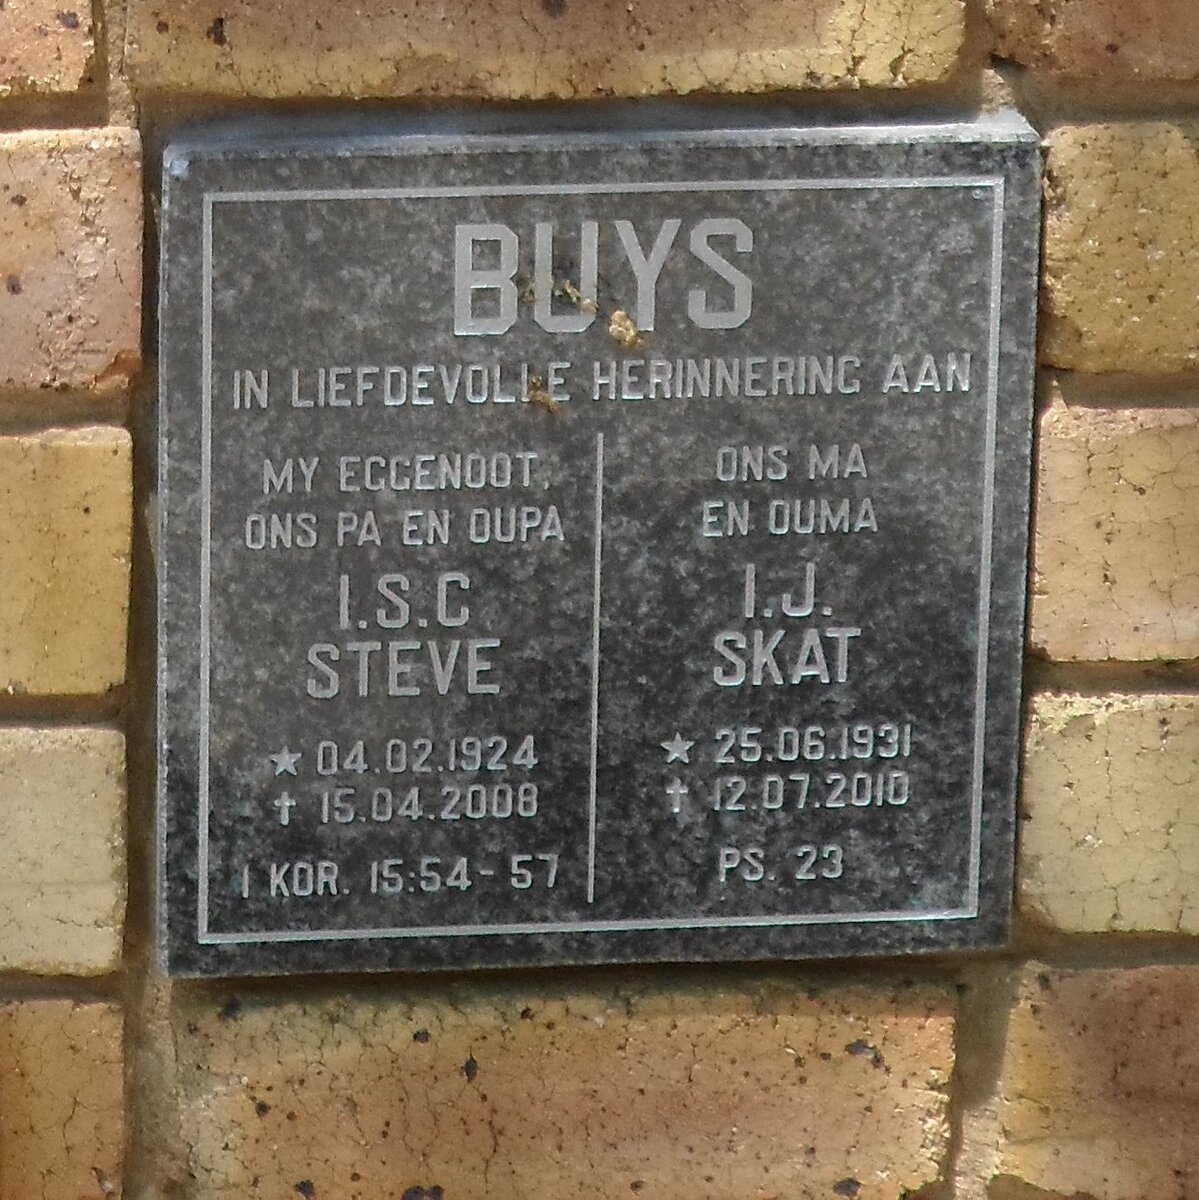 BUYS
IN LIEFDEVOLLE HERINNERING AAN
MY EGGENOOT,
ONS PA EN OUPA
I.S.C
STEVE
★ 04.02.1924
† 15.04.2008
I KOR. 15:54-57
ONS MA
EN OUMA
I.J.
SKAT
★ 25.06.1931
† 12.07.2010
PS. 23